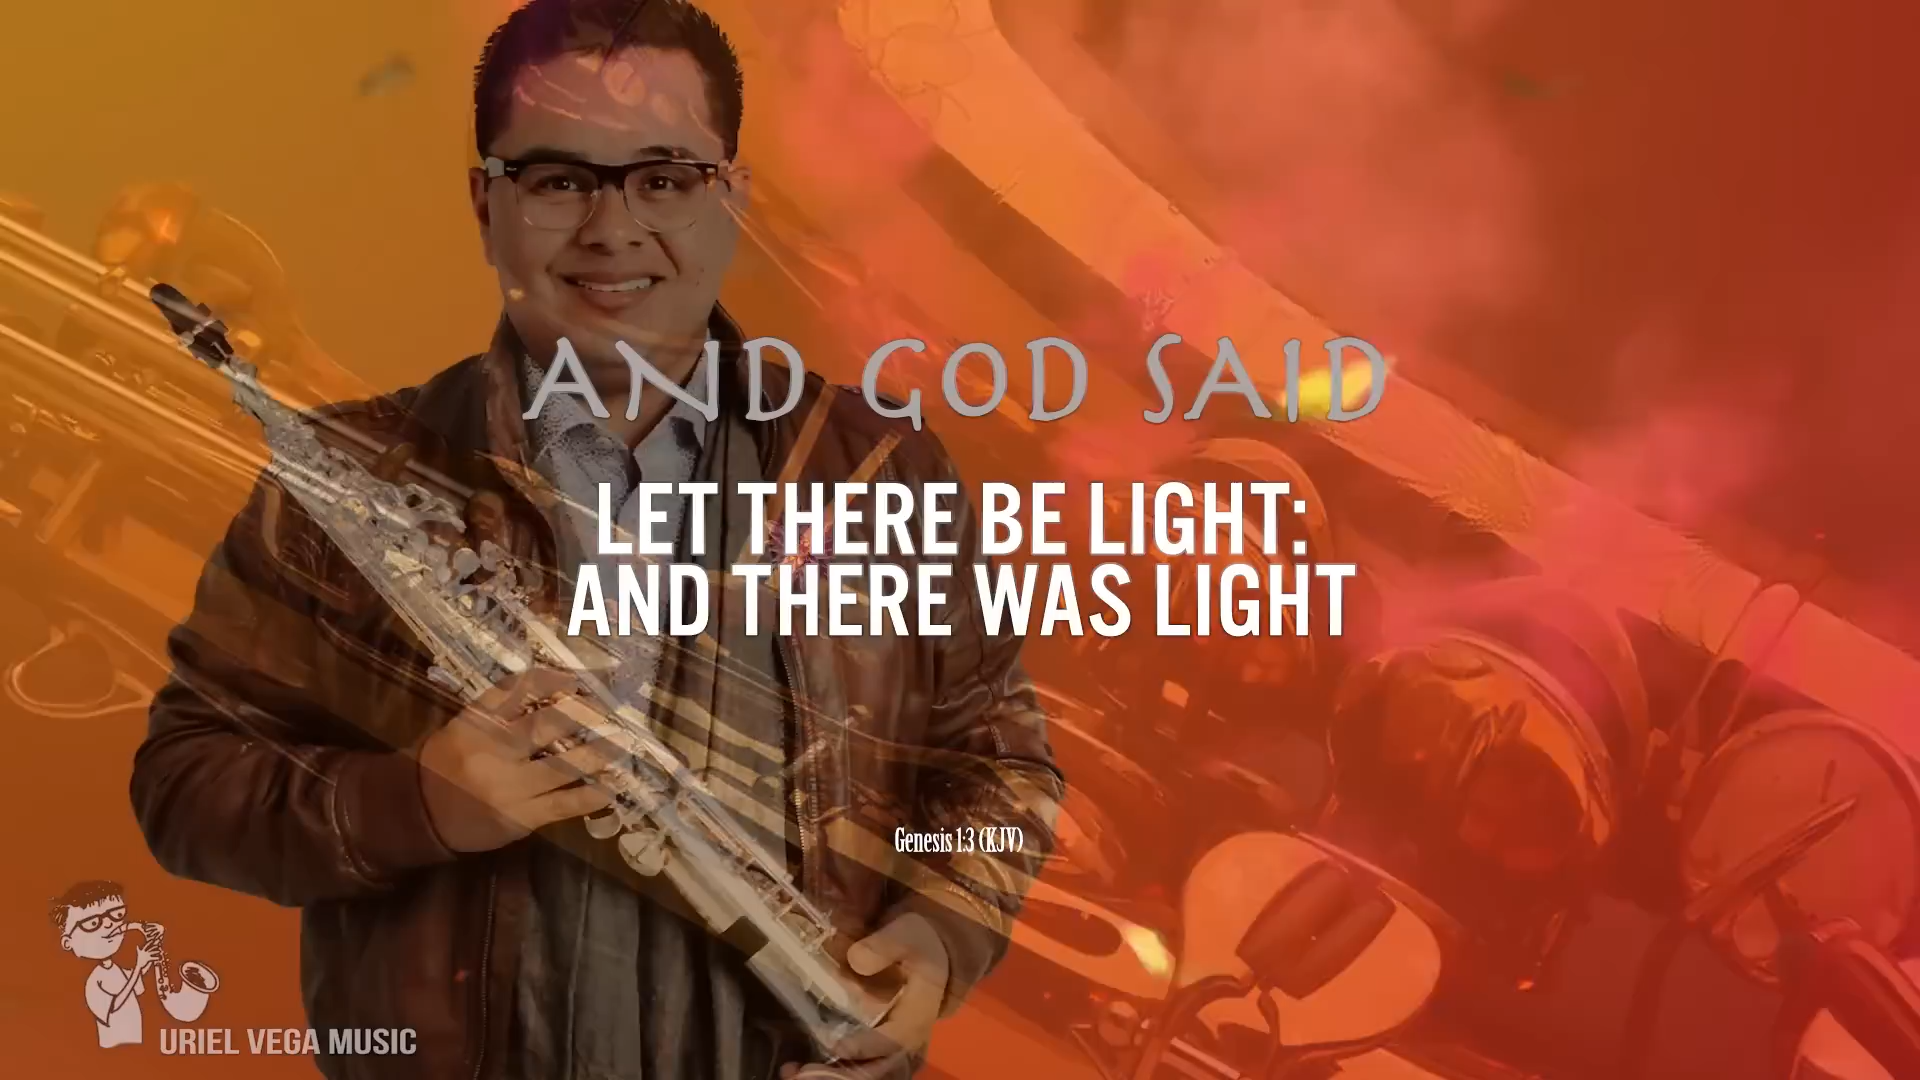 AND GOD SAID
LET THERE BE LIGHT:
AND THERE WAS LIGHT
Genesis 1:3 (KJV)
URIEL VEGA MUSIC